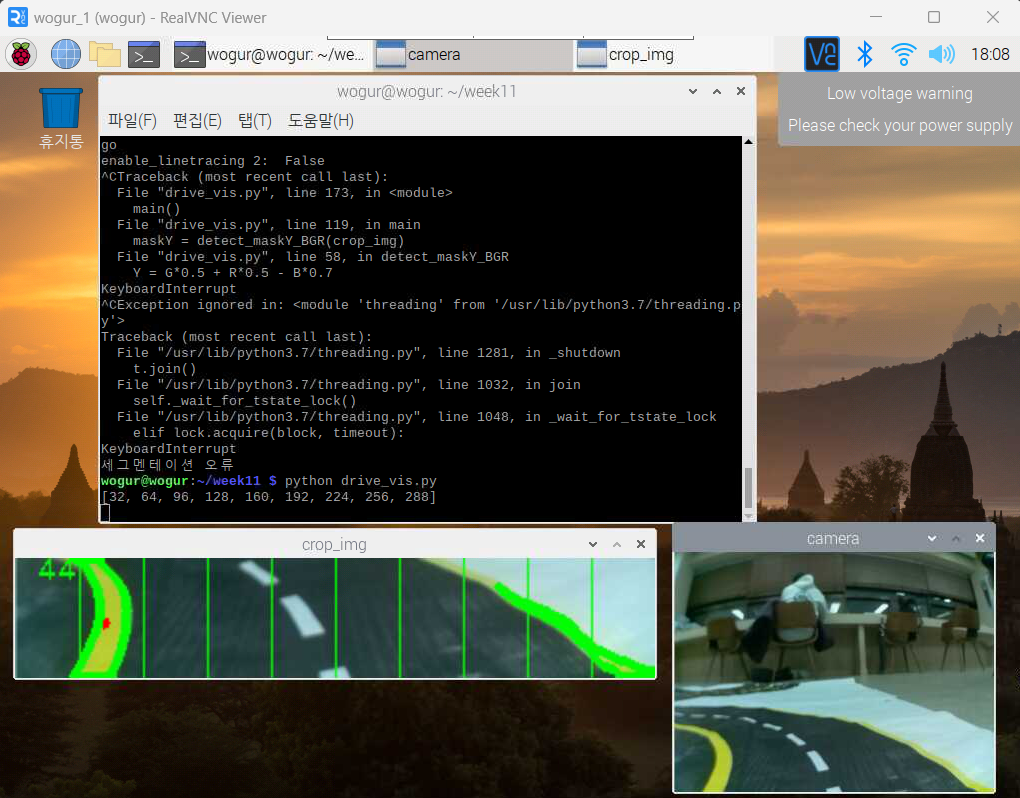 wogur_1 (wogur) - RealVNC Viewer
wogur@wogur: ~/we...
camera
crop_img
18:08
Low voltage warning
Please check your power supply
휴지통
wogur@wogur: ~/week11
파일(F) 편집(E) 탭(T) 도움말(H)
go
enable_linetracing 2:  False
^CTraceback (most recent call last):
  File "drive_vis.py", line 173, in <module>
    main()
  File "drive_vis.py", line 119, in main
    maskY = detect_maskY_BGR(crop_img)
  File "drive_vis.py", line 58, in detect_maskY_BGR
    Y = G*0.5 + R*0.5 - B*0.7
KeyboardInterrupt
^CException ignored in: <module 'threading' from '/usr/lib/python3.7/threading.p
y'>
Traceback (most recent call last):
  File "/usr/lib/python3.7/threading.py", line 1281, in _shutdown
    t.join()
  File "/usr/lib/python3.7/threading.py", line 1032, in join
    self._wait_for_tstate_lock()
  File "/usr/lib/python3.7/threading.py", line 1048, in _wait_for_tstate_lock
    elif lock.acquire(block, timeout):
KeyboardInterrupt
세그멘테이션 오류
wogur@wogur:~/week11 $ python drive_vis.py
[32, 64, 96, 128, 160, 192, 224, 256, 288]
crop_img
44
camera